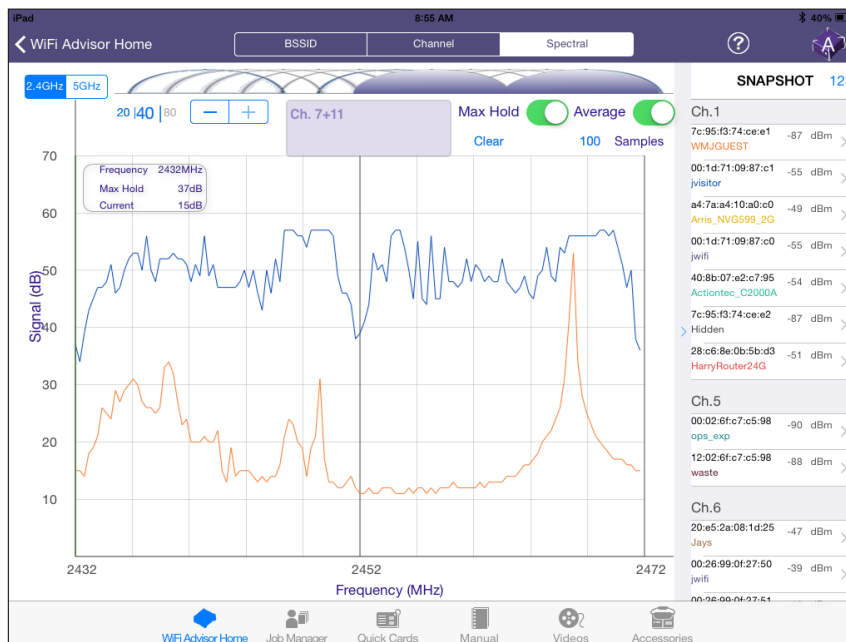 iPad
8:55 AM
40%
WiFi Advisor Home
BSSID
Channel
Spectral
?
A
2.4GHz
5GHz
SNAPSHOT
20 |40| 80
− +
Ch. 7+11
Max Hold
Average
Clear
100
Samples
70
60
50
40
30
20
10
Signal (dB)
Frequency 2432MHz
Max Hold 37dB
Current 15dB
2432
2452
2472
Frequency (MHz)
Ch.1
7c:95:f3:74:ce:e1 -87 dBm
WMJGUEST
00:1d:71:09:87:c1 -55 dBm
jvisitor
a4:7a:a4:10:a0:c0 -49 dBm
Arris_NVG599_2G
00:1d:71:09:87:c0 -55 dBm
jwifi
40:8b:07:e2:c7:95 -54 dBm
Actiontec_C2000A
7c:95:f3:74:ce:e2 -87 dBm
Hidden
28:c6:8e:0b:5b:d3 -51 dBm
HarryRouter24G
Ch.5
00:02:6f:c7:c5:98 -90 dBm
ops_exp
12:02:6f:c7:c5:98 -88 dBm
waste
Ch.6
20:e5:2a:08:1d:25 -47 dBm
Jays
00:26:99:0f:27:50 -39 dBm
jwifi
00:26:99:0f:27:51
WiFi Advisor Home
Job Manager
Quick Cards
Manual
Videos
Accessories